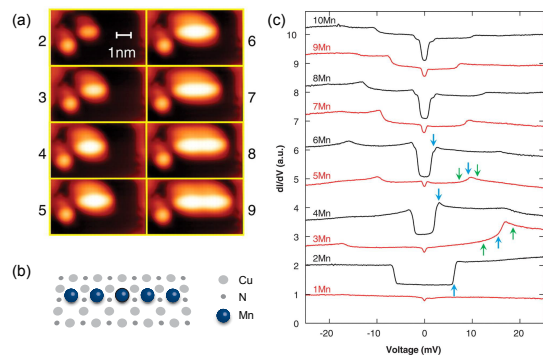 (a)
2
1nm
6
3
7
4
8
5
9
(b)
Cu
N
Mn
(c)
10Mn
9Mn
8Mn
7Mn
6Mn
5Mn
4Mn
3Mn
2Mn
1Mn
dI/dV (a.u.)
10
9
8
7
6
5
4
3
2
1
0
-20
-10
0
10
20
Voltage (mV)